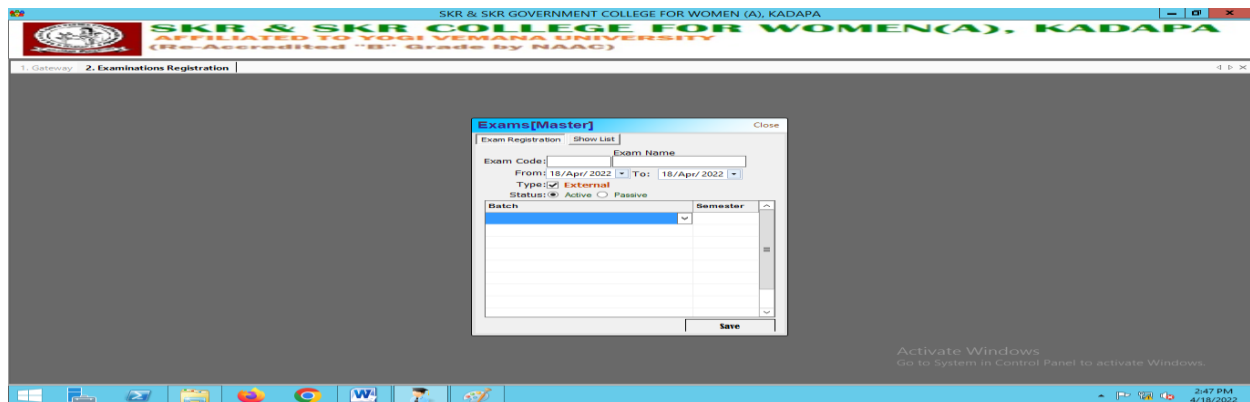 SKR & SKR GOVERNMENT COLLEGE FOR WOMEN (A), KADAPA
SKR & SKR COLLEGE FOR WOMEN(A), KADAPA
AFFILIATED TO YOGI VEMANA UNIVERSITY
(Re-Accredited "B" Grade by NAAC)
1. Gateway 2. Examinations Registration
Exams[Master] Close
Exam Registration Show List
Exam Name
Exam Code:
From: 18/Apr/2022 To: 18/Apr/2022
Type: External
Status: Active Passive
Batch Semester
Save
Activate Windows
Go to System in Control Panel to activate Windows.
2:47 PM
4/18/2022